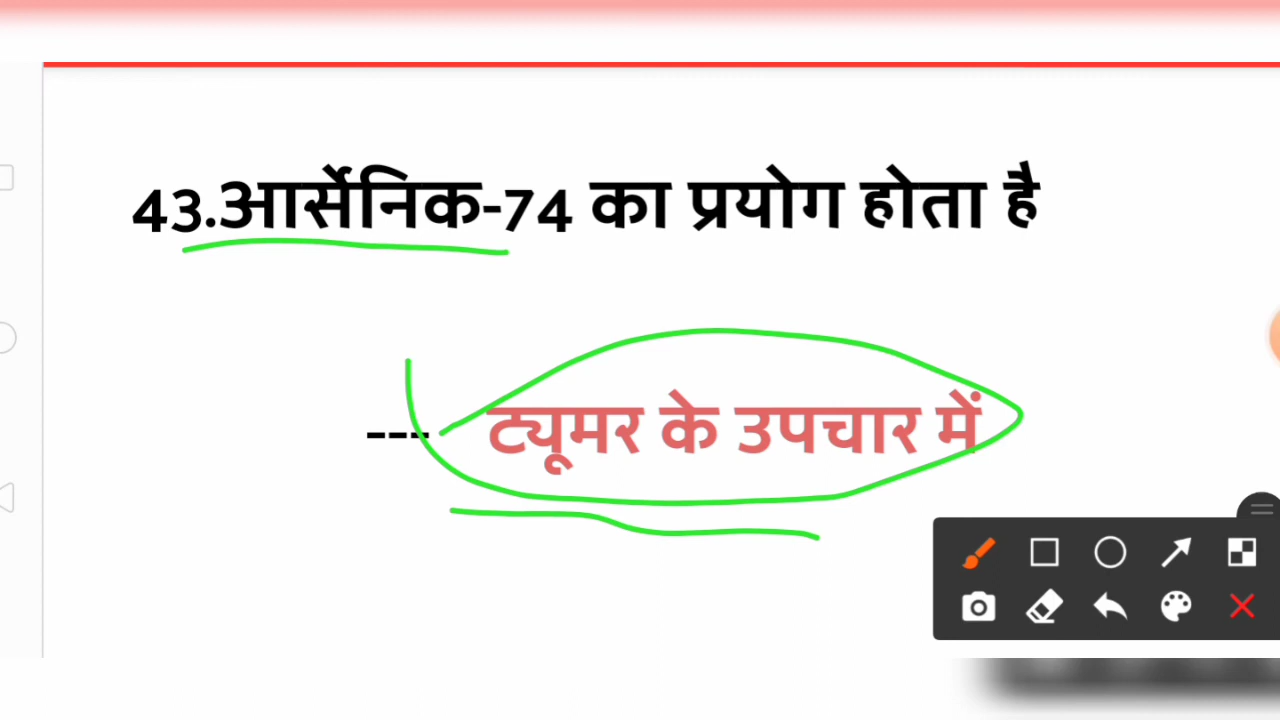 43.आर्सेनिक-74 का प्रयोग होता है
--- ट्यूमर के उपचार में